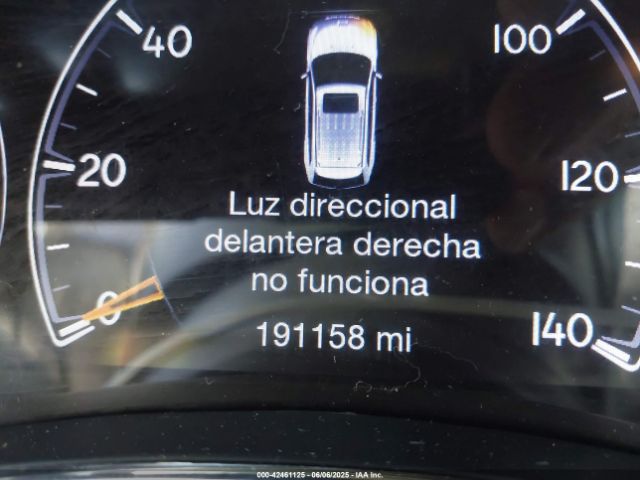 40
100
20
120
Luz direccional
delantera derecha
no funciona
0
191158 mi
140
000-42461125 - 06/06/2025 - IAA Inc.